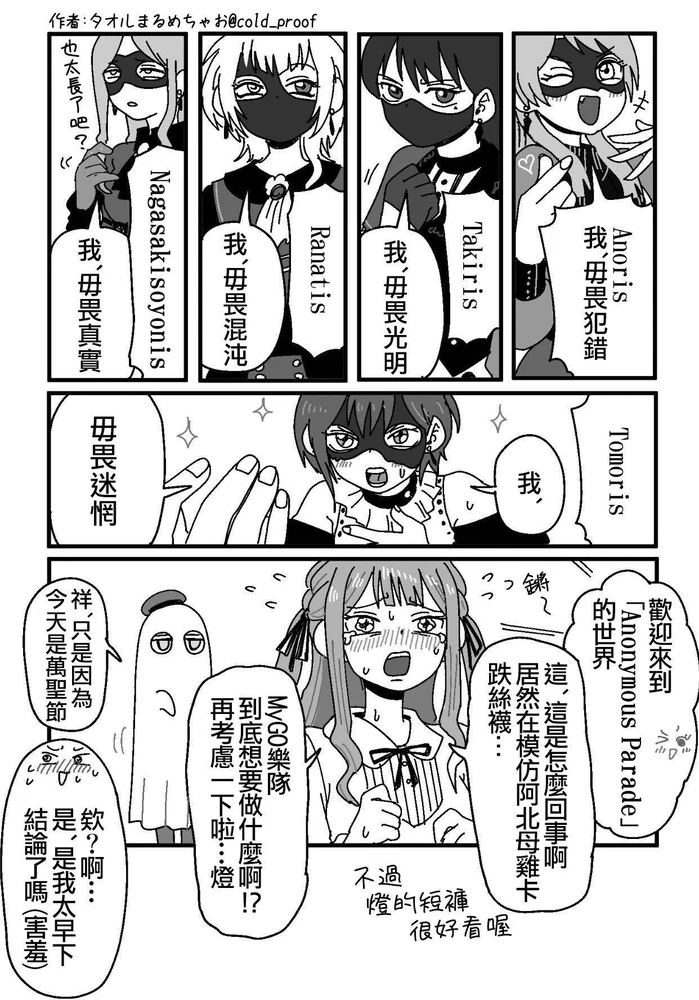 作者:タオルまるめちゃお@cold_proof
Anoris
我,毋畏犯錯
Takiris
我,毋畏光明
Ranatis
我,毋畏混沌
也太長了吧?
Nagasakisoyonis
我,毋畏真實
Tomoris
我,
毋畏迷惘
歡迎來到
「Anonymous Parade」
的世界
鏘~
這,這是怎麼回事啊
居然在模仿阿北母雞卡
跌絲襪…
MyGO樂隊
到底想要做什麼啊!?
再考慮一下啦…燈
祥,只是因為
今天是萬聖節
欸?啊…
是,是我太早下
結論了嗎(害羞)
不過
燈的短褲
很好看喔